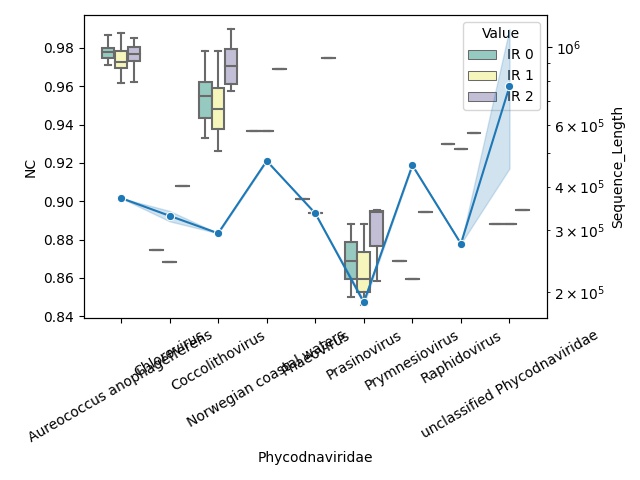 0.98
0.96
0.94
0.92
0.90
0.88
0.86
0.84
NC
Value
IR 0
IR 1
IR 2
10⁶
6 × 10⁵
4 × 10⁵
3 × 10⁵
2 × 10⁵
Sequence_Length
Aureococcus anophagefferens
Chlorovirus
Coccolithovirus
Norwegian coastal waters
Phaeovirus
Prasinovirus
Prymnesiovirus
Raphidovirus
unclassified Phycodnaviridae
Phycodnaviridae